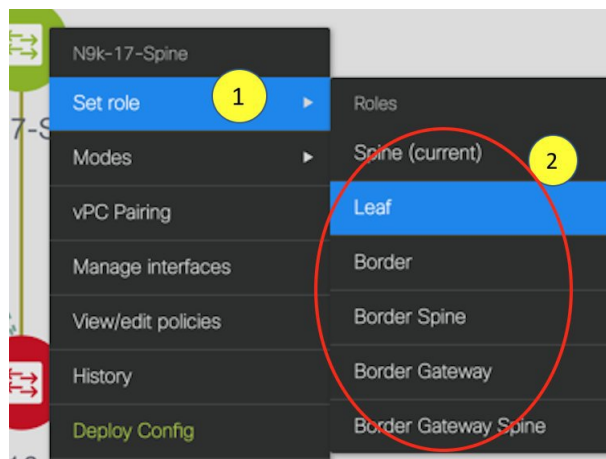 N9k-17-Spine
Set role
1
Modes
vPC Pairing
Manage interfaces
View/edit policies
History
Deploy Config
Roles
Spine (current)
2
Leaf
Border
Border Spine
Border Gateway
Border Gateway Spine
7-S